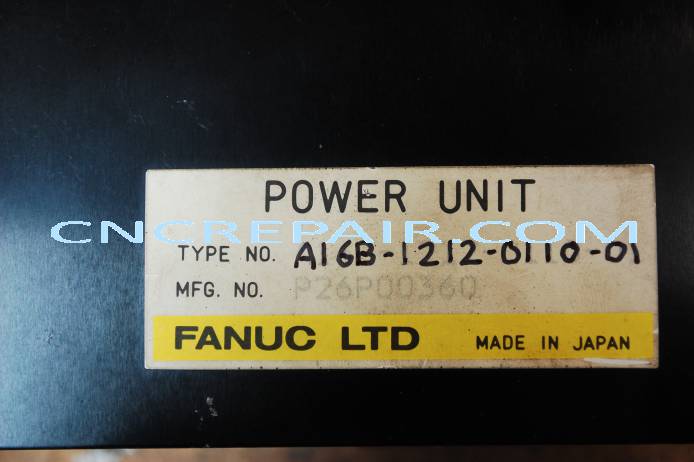 POWER UNIT
CNCREPAIR.COM
TYPE NO. A16B-1212-0110-01
MFG. NO. P26P00360
FANUC LTD MADE IN JAPAN